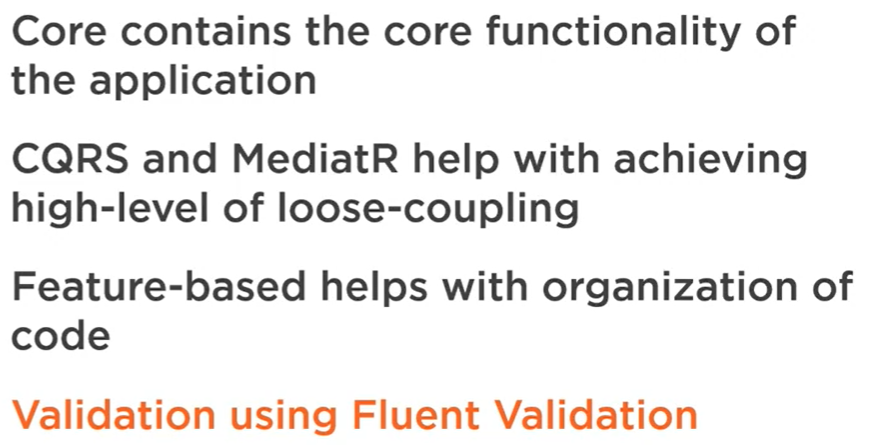 Core contains the core functionality of
the application
CQRS and MediatR help with achieving
high-level of loose-coupling
Feature-based helps with organization of
code
Validation using Fluent Validation